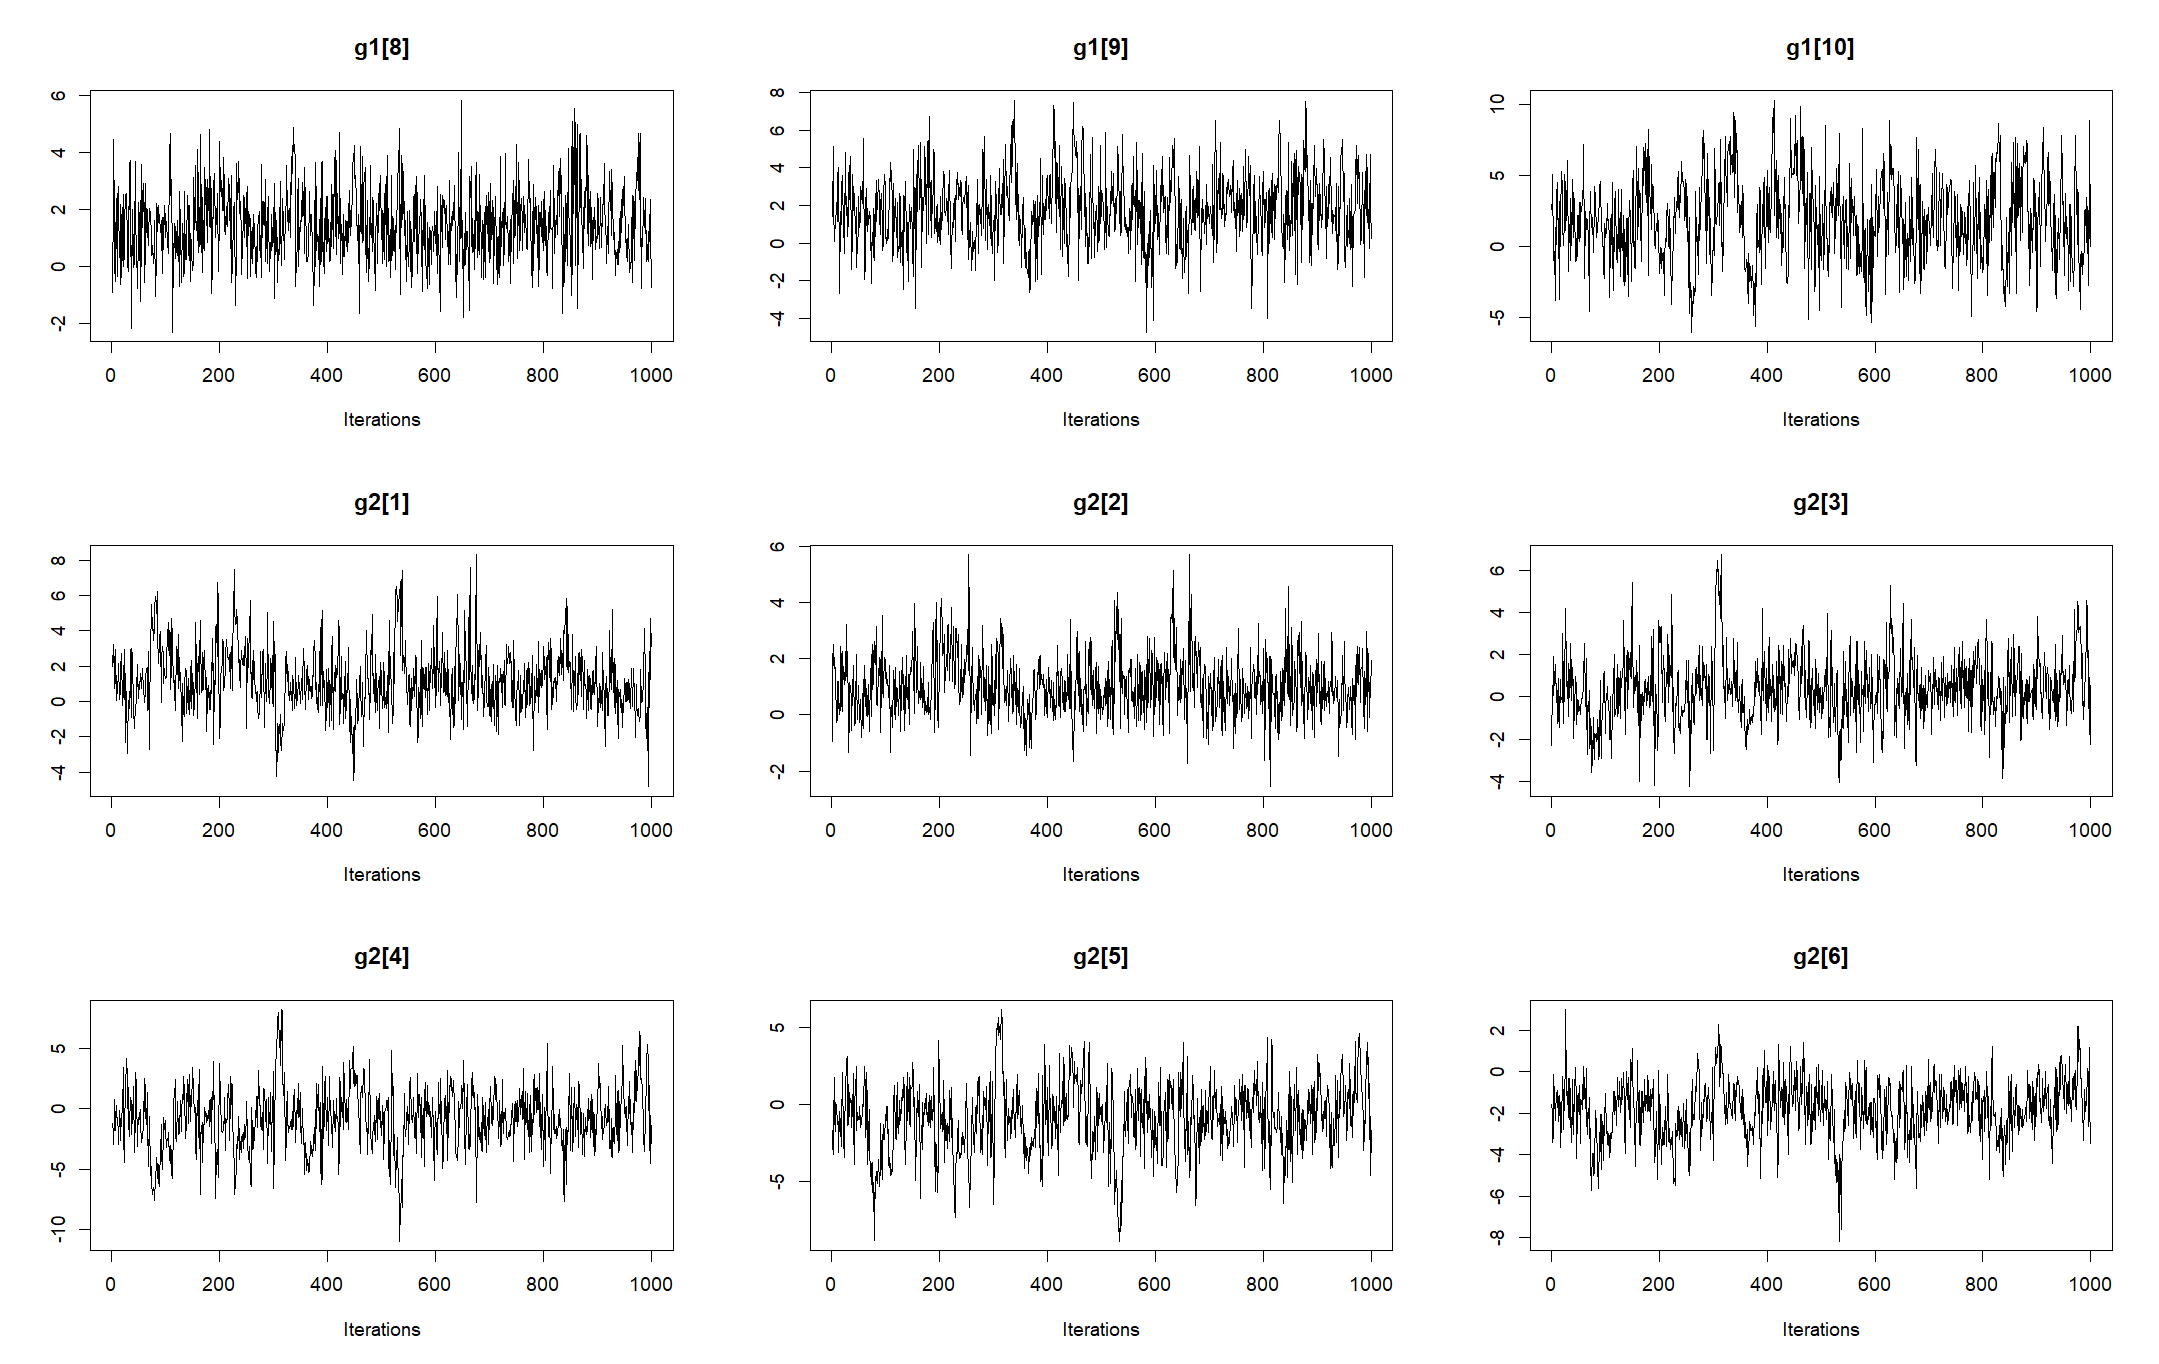 g1[8] g1[9] g1[10]
6 4 2 0 -2
8 6 4 2 0 -2 -4
10 5 0 -5
0 200 400 600 800 1000 0 200 400 600 800 1000 0 200 400 600 800 1000
Iterations Iterations Iterations
g2[1] g2[2] g2[3]
8 6 4 2 0 -2 -4
6 4 2 0 -2
6 4 2 0 -2 -4
0 200 400 600 800 1000 0 200 400 600 800 1000 0 200 400 600 800 1000
Iterations Iterations Iterations
g2[4] g2[5] g2[6]
5 0 -5 -10
5 0 -5
2 0 -2 -4 -6 -8
0 200 400 600 800 1000 0 200 400 600 800 1000 0 200 400 600 800 1000
Iterations Iterations Iterations